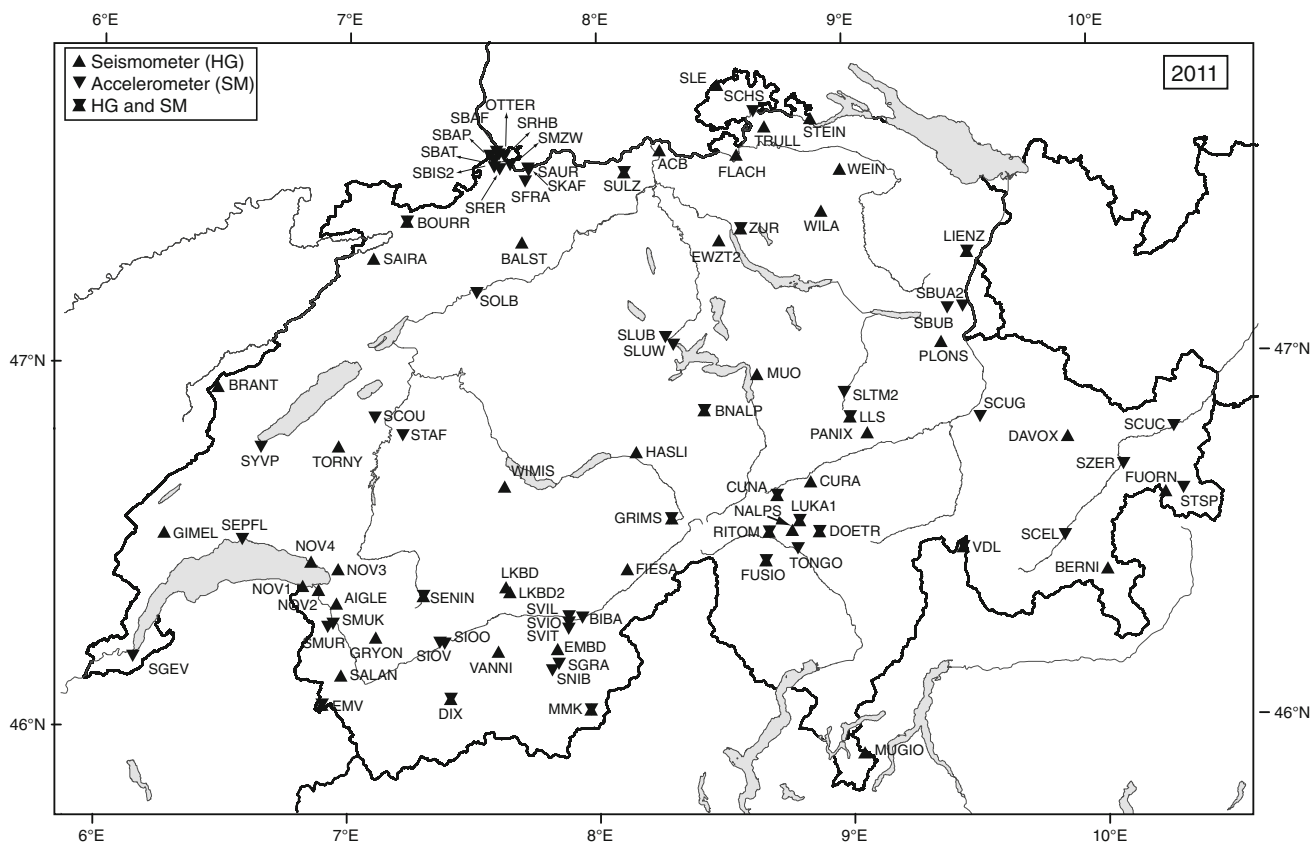 6°E 7°E 8°E 9°E 10°E
▲ Seismometer (HG)
▼ Accelerometer (SM)
HG and SM
2011
SLE
SCHS
OTTER
SBAF
SRHB
SBAP
SMZW
SBAT
SBIS2
SAUR
SKAF
SRER
SFRA
STEIN
TRULL
ACB
FLACH
WEIN
SULZ
BOURR
ZUR
WILA
LIENZ
SAIRA
BALST
EWZT2
SOLB
SBUA2
SBUB
SLUB
SLUW
PLONS
47°N
47°N
BRANT
MUO
SLTM2
SCOU
BNALP
LLS
SCUG
STAF
PANIX
DAVOX
SCUC
SYVP
TORNY
HASLI
SZER
WIMIS
CUNA
CURA
FUORN
STSP
NALPS
LUKA1
GRIMS
RITOM
DOETR
GIMEL
SEPFL
SCEL
TONGO
VDL
NOV4
NOV3
FUSIO
FIESA
BERNI
NOV1
NOV2
AIGLE
SENIN
LKBD
LKBD2
SMUK
SVIL
BIBA
SMUR
SVIO
SVIT
GRYON
SIOO
SIOV
EMBD
SGEV
VANNI
SGRA
SNIB
SALAN
EMV
DIX
MMK
46°N
46°N
MUGIO
6°E 7°E 8°E 9°E 10°E